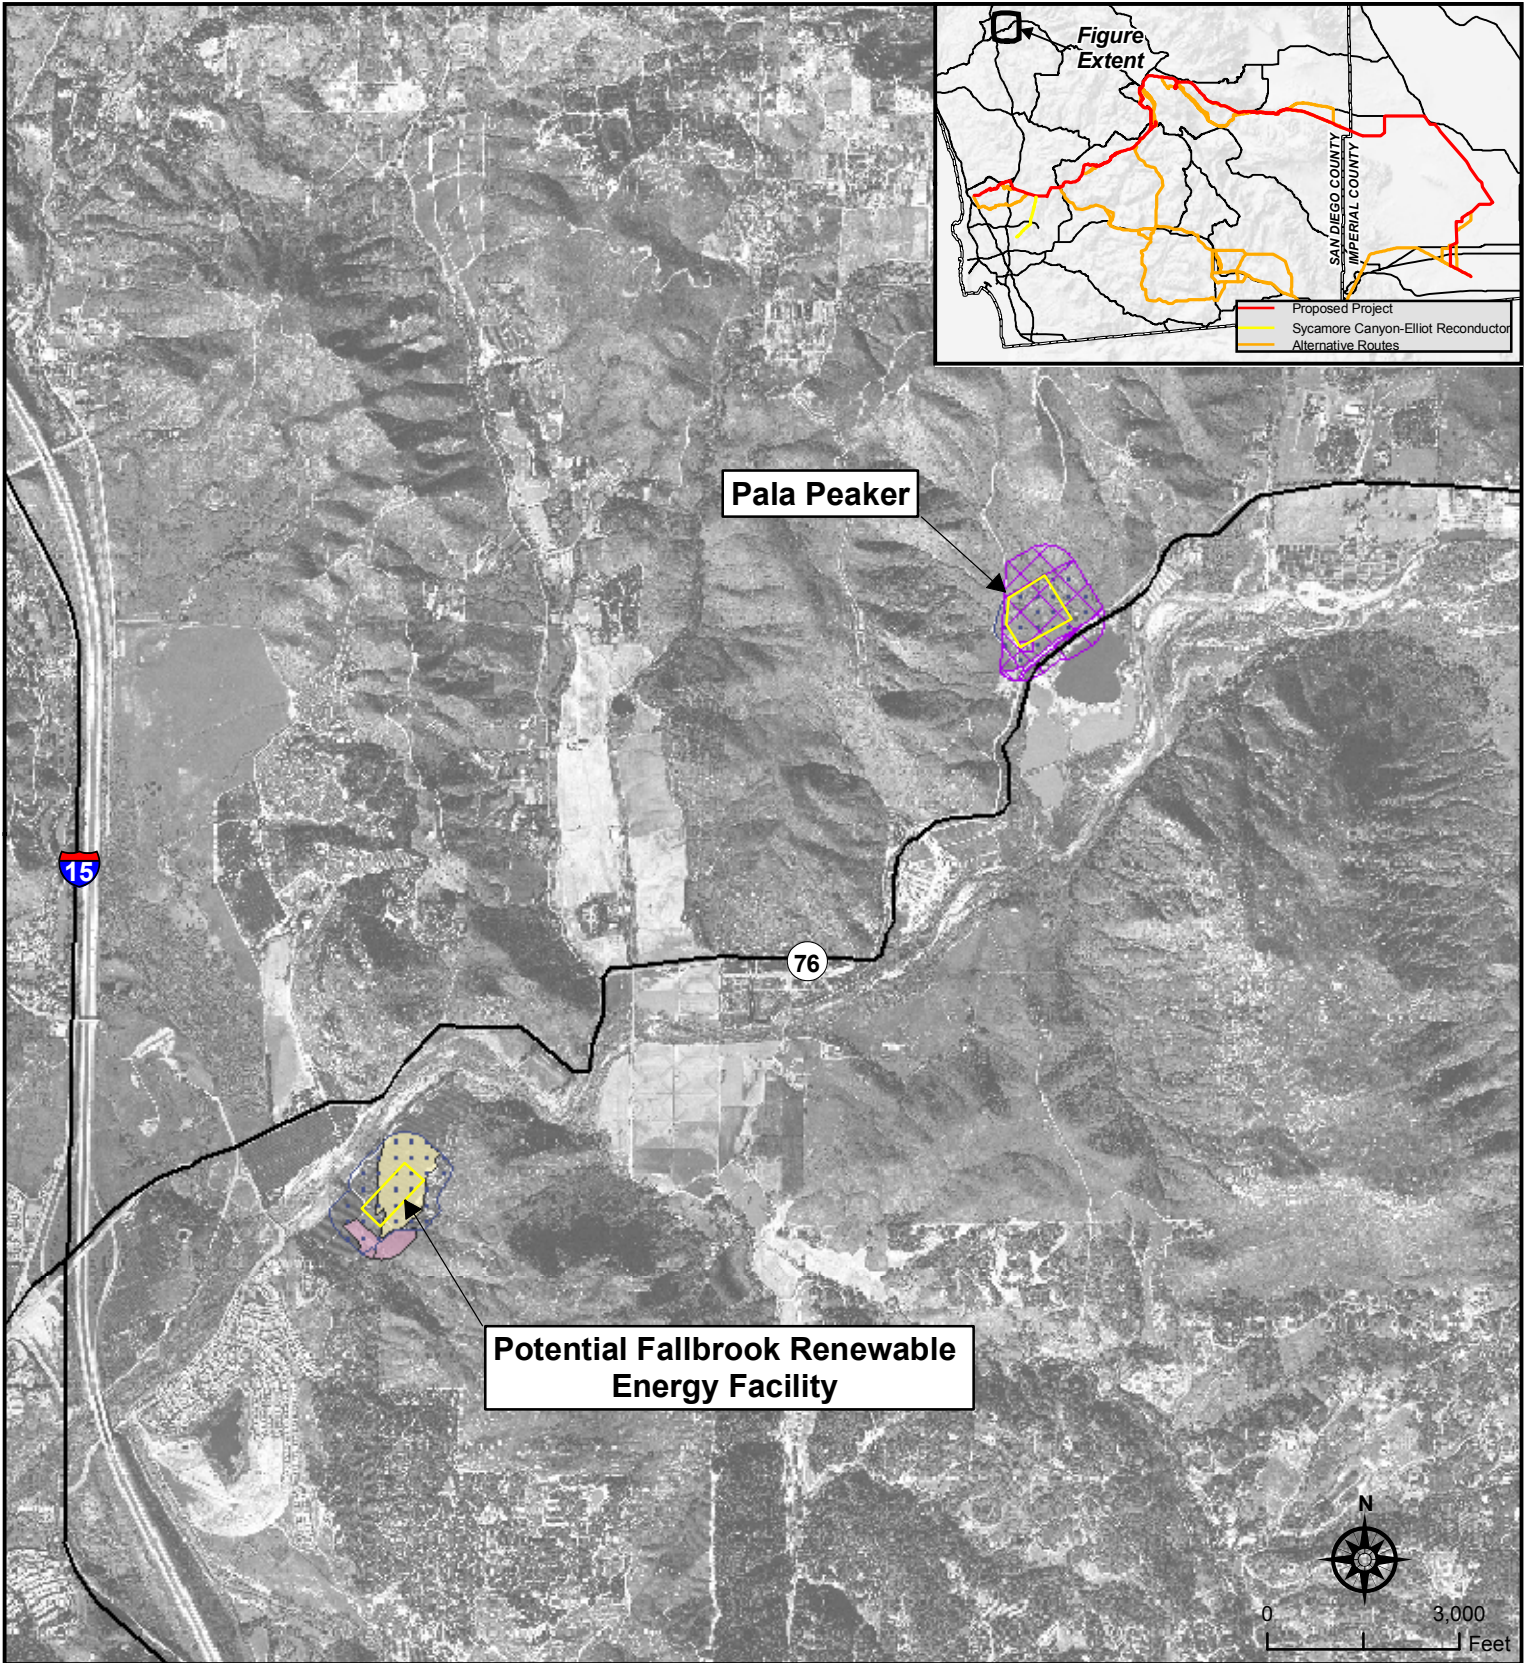 Figure
Extent
SAN DIEGO COUNTY
IMPERIAL COUNTY
Proposed Project
Sycamore Canyon-Elliot Reconductor
Alternative Routes
Pala Peaker
15
76
Potential Fallbrook Renewable
Energy Facility
N
0 3,000
Feet